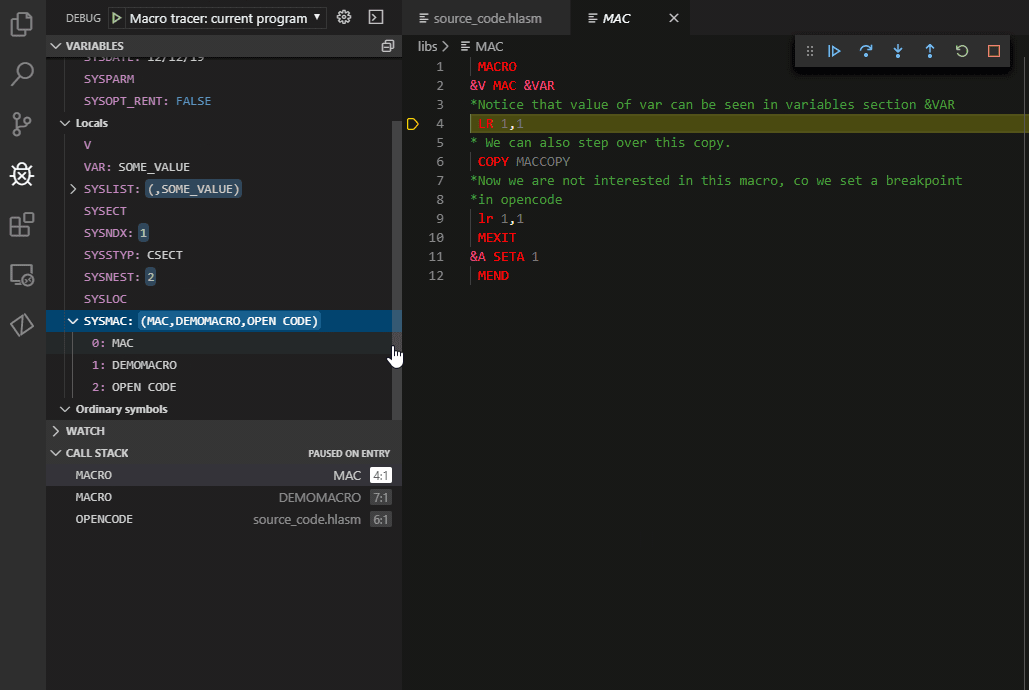 DEBUG Macro tracer: current program
VARIABLES
SYSDATE: 12/12/19
SYSPARM
SYSOPT_RENT: FALSE
Locals
V
VAR: SOME_VALUE
SYSLIST: (,SOME_VALUE)
SYSECT
SYSNDX: 1
SYSSTYP: CSECT
SYSNEST: 2
SYSLOC
SYSMAC: (MAC,DEMOMACRO,OPEN CODE)
0: MAC
1: DEMOMACRO
2: OPEN CODE
Ordinary symbols
WATCH
CALL STACK PAUSED ON ENTRY
MACRO MAC 4:1
MACRO DEMOMACRO 7:1
OPENCODE source_code.hlasm 6:1
source_code.hlasm MAC
libs > MAC
1 MACRO
2 &V MAC &VAR
3 *Notice that value of var can be seen in variables section &VAR
4 LR 1,1
5 * We can also step over this copy.
6 COPY MACCOPY
7 *Now we are not interested in this macro, co we set a breakpoint
8 *in opencode
9 lr 1,1
10 MEXIT
11 &A SETA 1
12 MEND